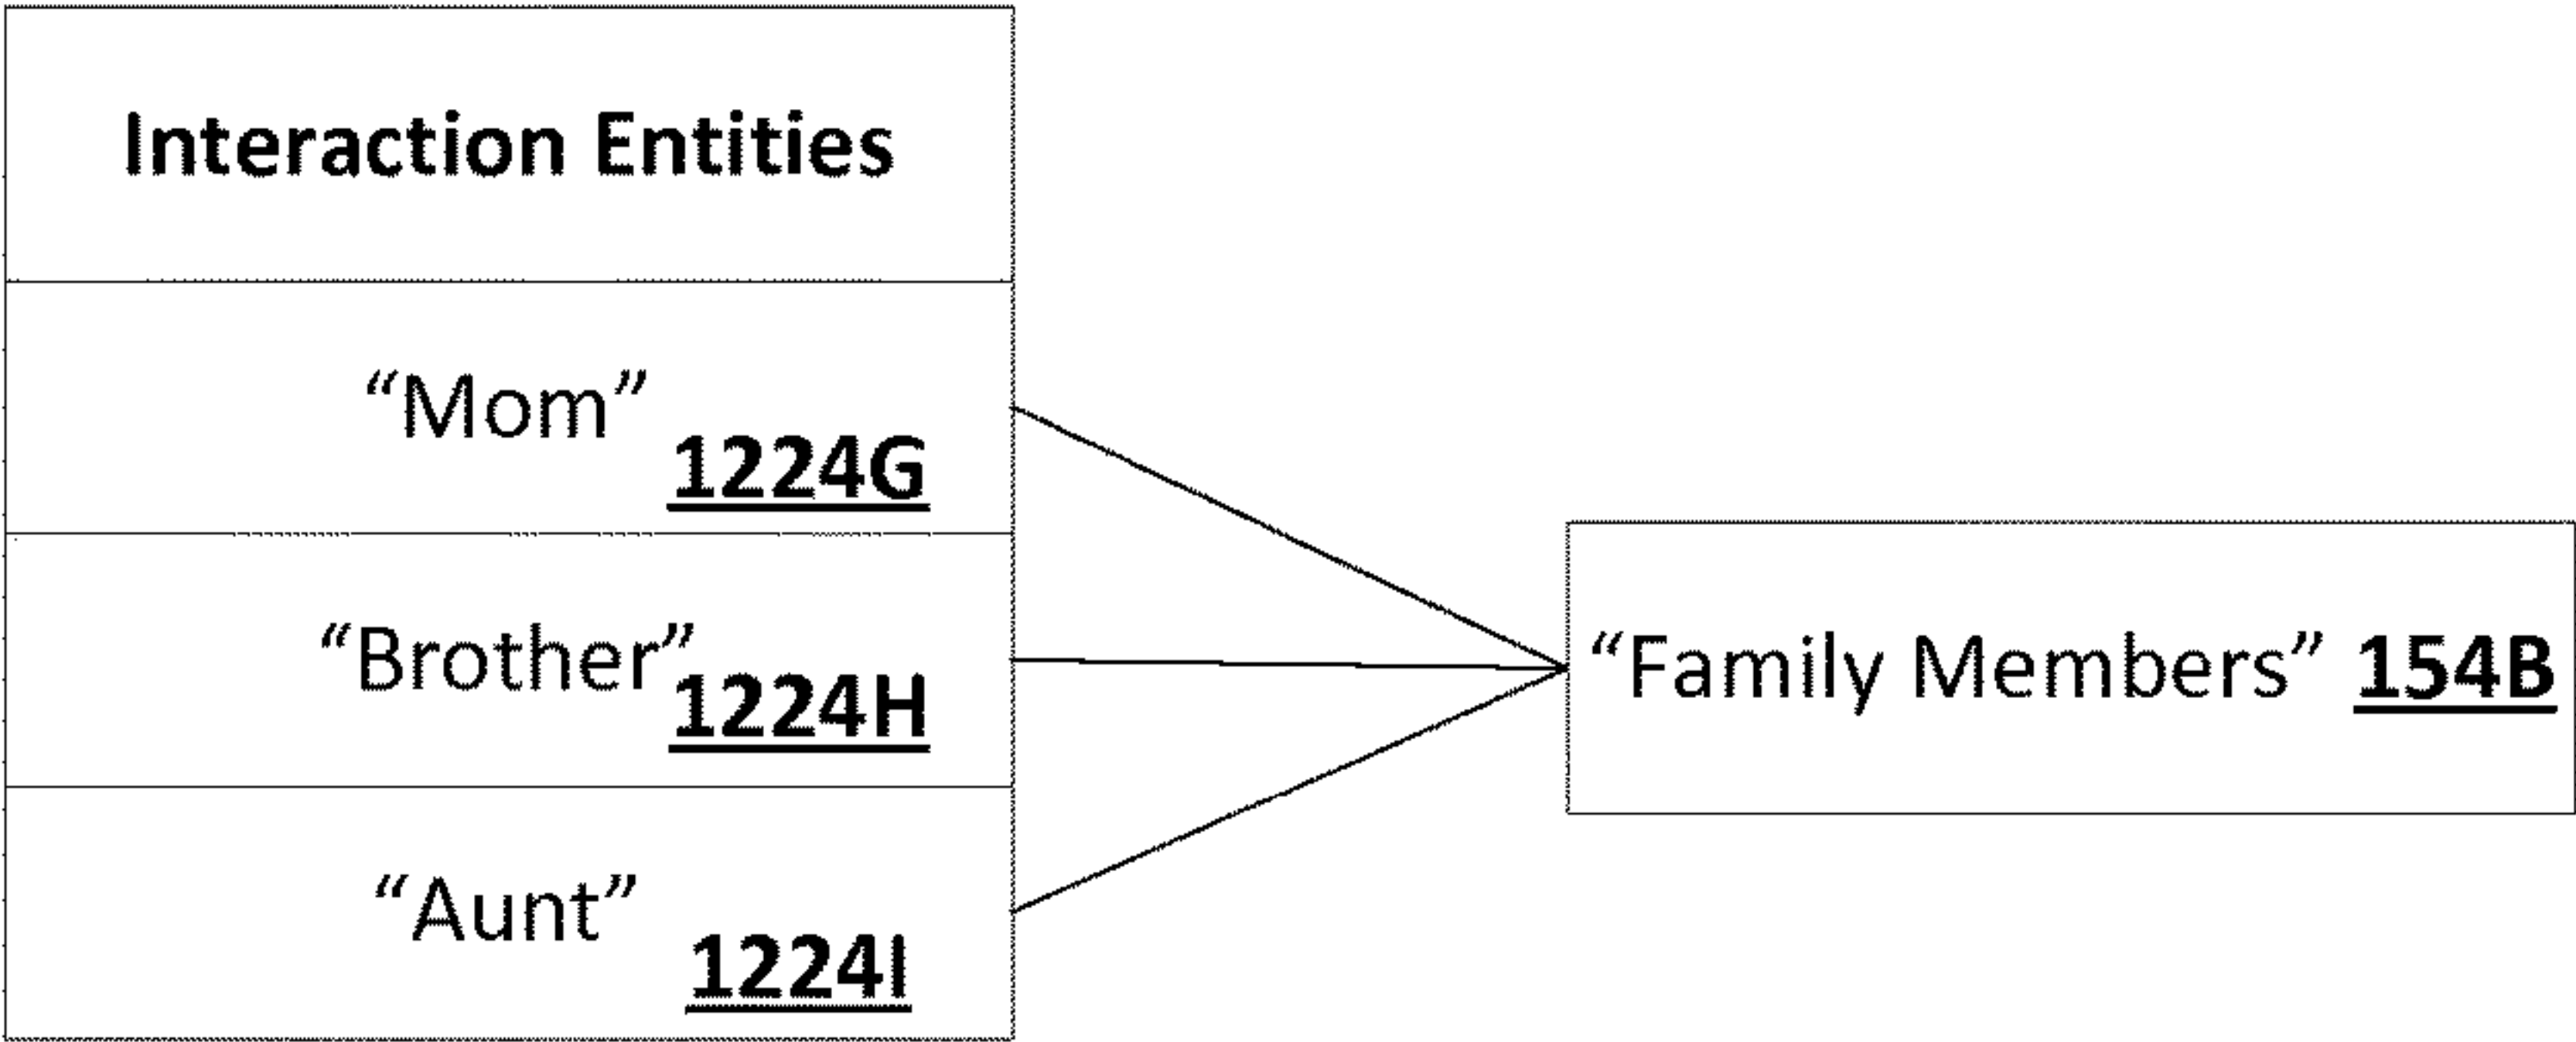 Interaction Entities
“Mom”
1224G
“Brother”
1224H
“Family Members” 154B
“Aunt”
1224I